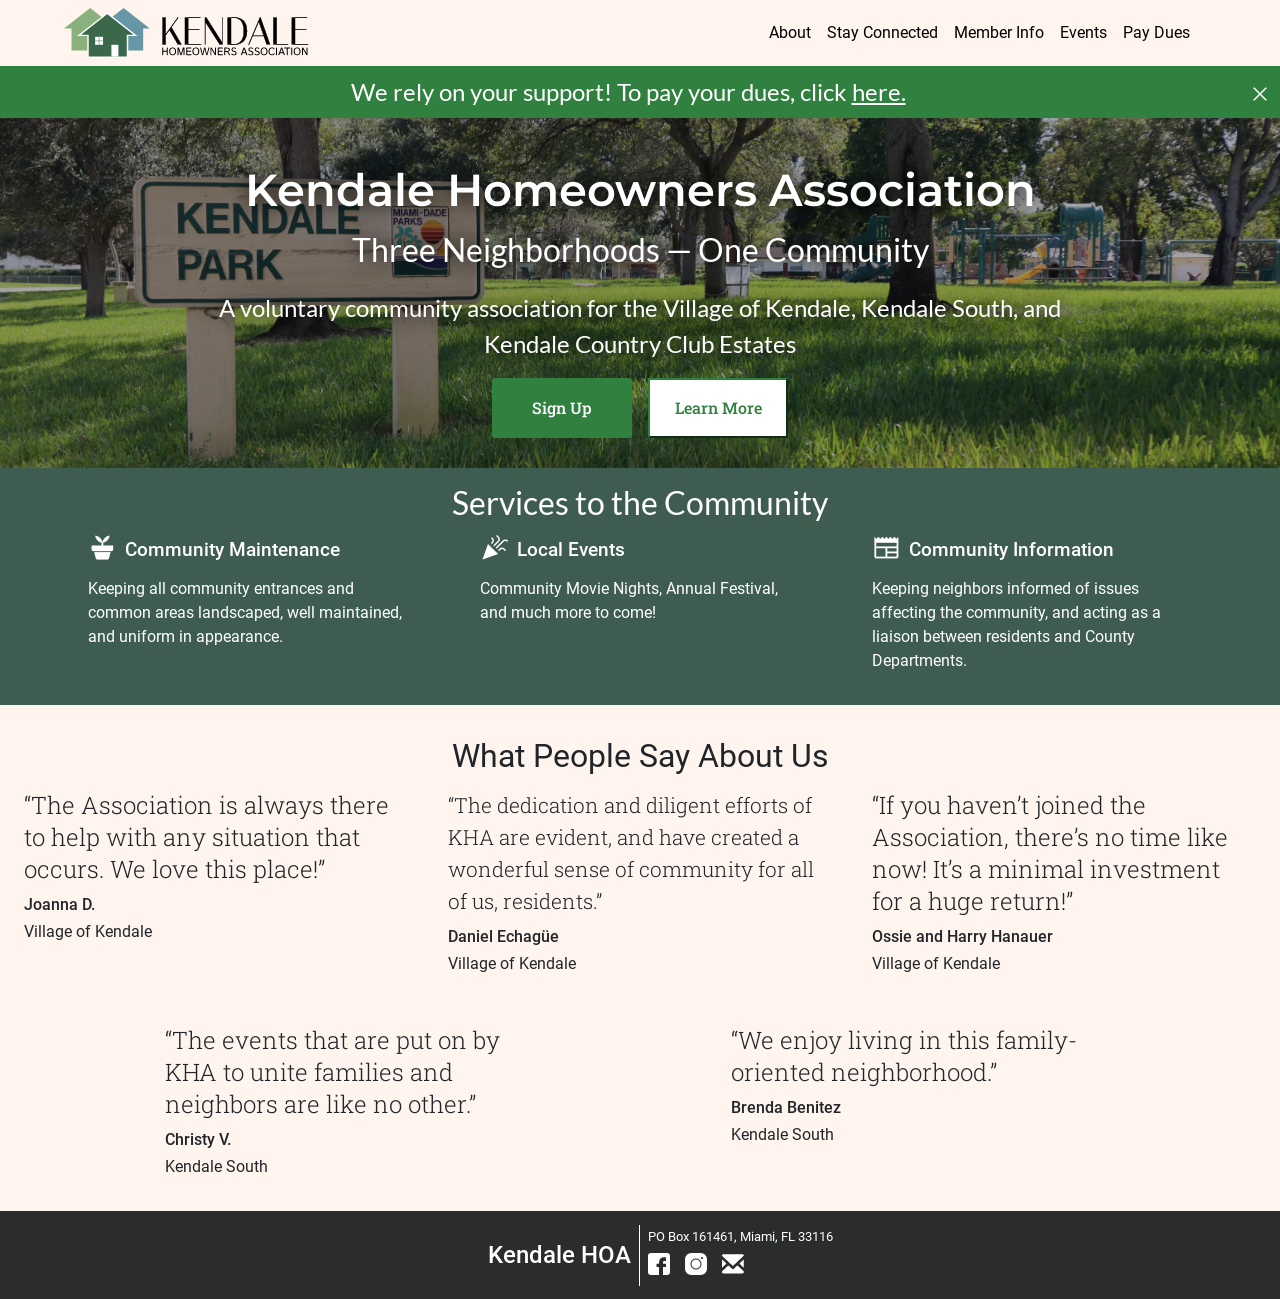 KENDALE
HOMEOWNERS ASSOCIATION
About Stay Connected Member Info Events Pay Dues
We rely on your support! To pay your dues, click here.
KENDALE
PARK
MIAMI-DADE
PARKS
Kendale Homeowners Association
Three Neighborhoods — One Community
A voluntary community association for the Village of Kendale, Kendale South, and
Kendale Country Club Estates
Sign Up
Learn More
Services to the Community
Community Maintenance
Keeping all community entrances and
common areas landscaped, well maintained,
and uniform in appearance.
Local Events
Community Movie Nights, Annual Festival,
and much more to come!
Community Information
Keeping neighbors informed of issues
affecting the community, and acting as a
liaison between residents and County
Departments.
What People Say About Us
“The Association is always there
to help with any situation that
occurs. We love this place!”
Joanna D.
Village of Kendale
“The dedication and diligent efforts of
KHA are evident, and have created a
wonderful sense of community for all
of us, residents.”
Daniel Echagüe
Village of Kendale
“If you haven’t joined the
Association, there’s no time like
now! It’s a minimal investment
for a huge return!”
Ossie and Harry Hanauer
Village of Kendale
“The events that are put on by
KHA to unite families and
neighbors are like no other.”
Christy V.
Kendale South
“We enjoy living in this family-
oriented neighborhood.”
Brenda Benitez
Kendale South
Kendale HOA
PO Box 161461, Miami, FL 33116